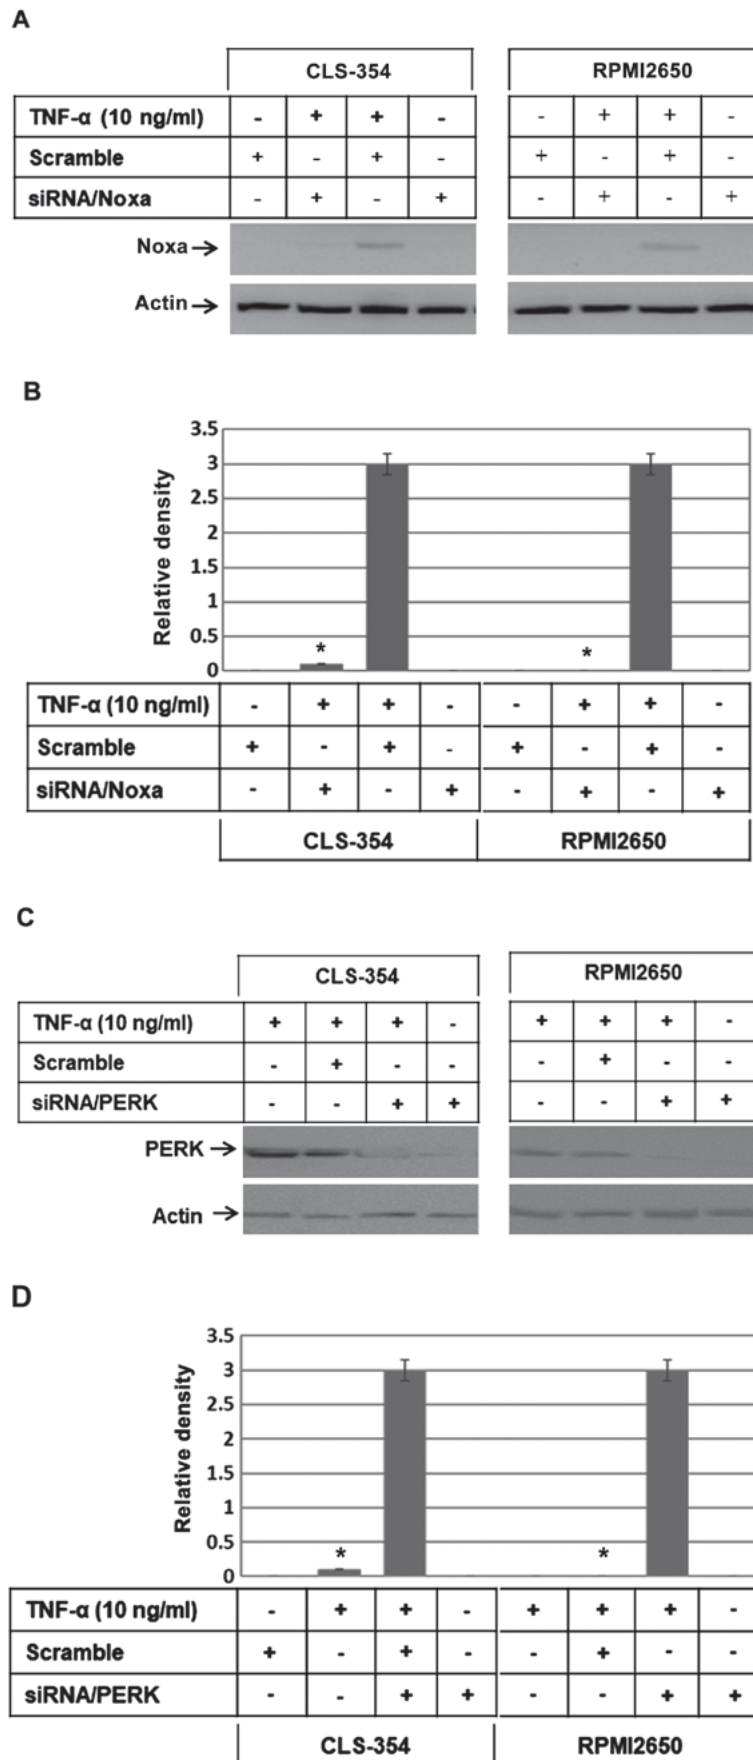 A
CLS-354 RPMI2650
TNF-α (10 ng/ml) - + + - - + + -
Scramble + - + - + - + -
siRNA/Noxa - + - + - + - +
Noxa→
Actin→
B
Relative density
3.5
3
2.5
2
1.5
1
0.5
0
* *
TNF-α (10 ng/ml) - + + - - + + -
Scramble + - + - + - + -
siRNA/Noxa - + - + - + - +
CLS-354 RPMI2650
C
CLS-354 RPMI2650
TNF-α (10 ng/ml) + + + - + + + -
Scramble - + - - - + - -
siRNA/PERK - - + + - - + +
PERK→
Actin→
D
Relative density
3.5
3
2.5
2
1.5
1
0.5
0
* *
TNF-α (10 ng/ml) - + + - + + + -
Scramble + - + - - + - -
siRNA/PERK - - + + - - + +
CLS-354 RPMI2650